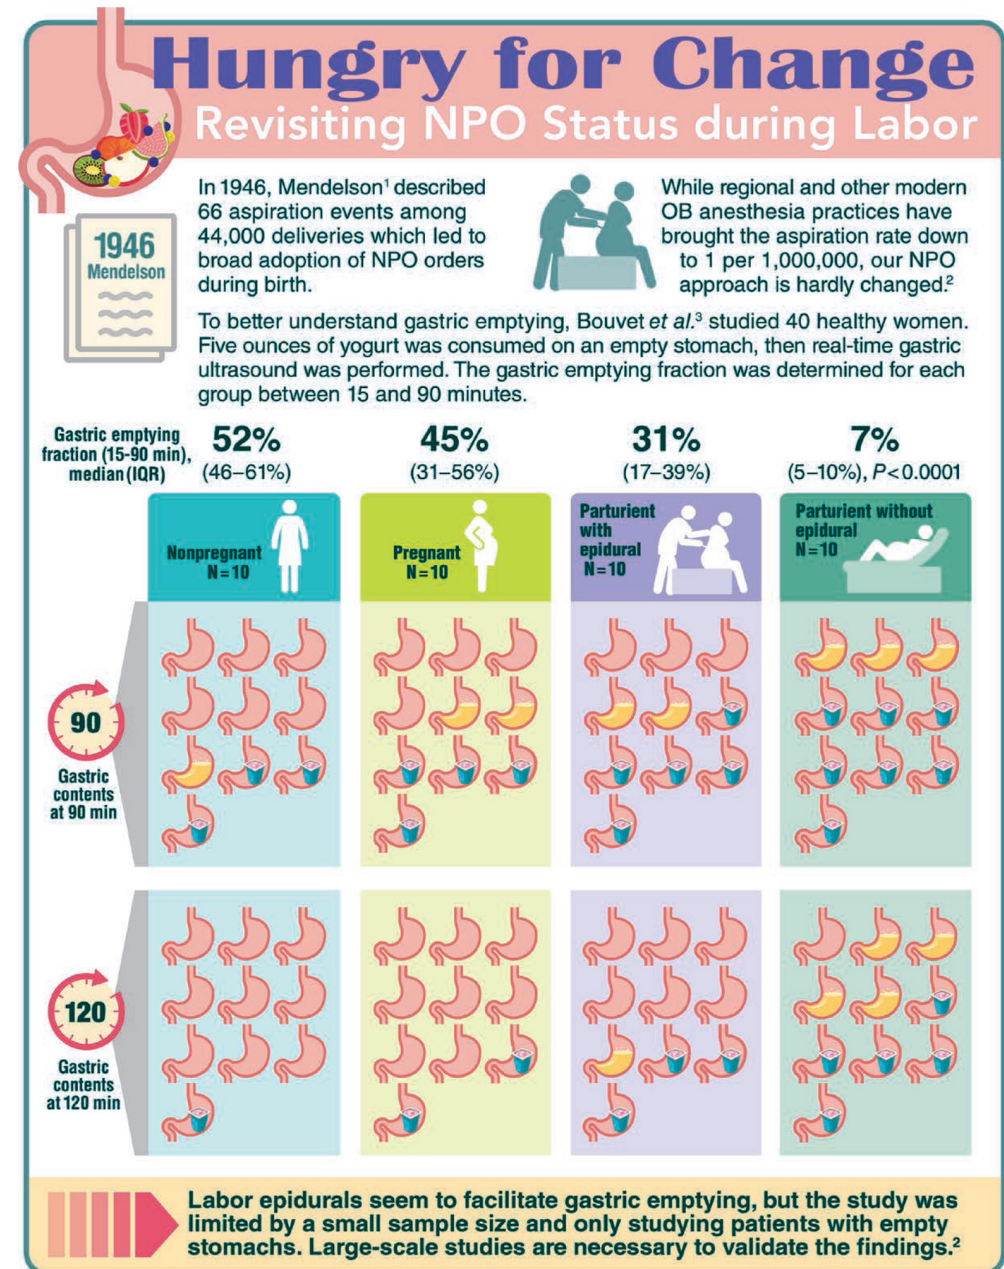 Hungry for Change
Revisiting NPO Status during Labor
1946
Mendelson
In 1946, Mendelson¹ described
66 aspiration events among
44,000 deliveries which led to
broad adoption of NPO orders
during birth.
While regional and other modern
OB anesthesia practices have
brought the aspiration rate down
to 1 per 1,000,000, our NPO
approach is hardly changed.²
To better understand gastric emptying, Bouvet et al.³ studied 40 healthy women.
Five ounces of yogurt was consumed on an empty stomach, then real-time gastric
ultrasound was performed. The gastric emptying fraction was determined for each
group between 15 and 90 minutes.
Gastric emptying
fraction (15-90 min),
median (IQR)
52%
(46–61%)
45%
(31–56%)
31%
(17–39%)
7%
(5–10%), P<0.0001
Nonpregnant
N=10
Pregnant
N=10
Parturient
with
epidural
N=10
Parturient without
epidural
N=10
90
Gastric
contents
at 90 min
120
Gastric
contents
at 120 min
Labor epidurals seem to facilitate gastric emptying, but the study was
limited by a small sample size and only studying patients with empty
stomachs. Large-scale studies are necessary to validate the findings.²